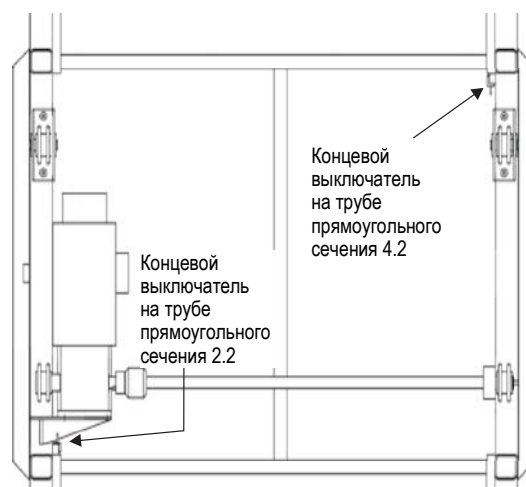 Концевой
выключатель
на трубе
прямоугольного
сечения 4.2
Концевой
выключатель
на трубе
прямоугольного
сечения 2.2